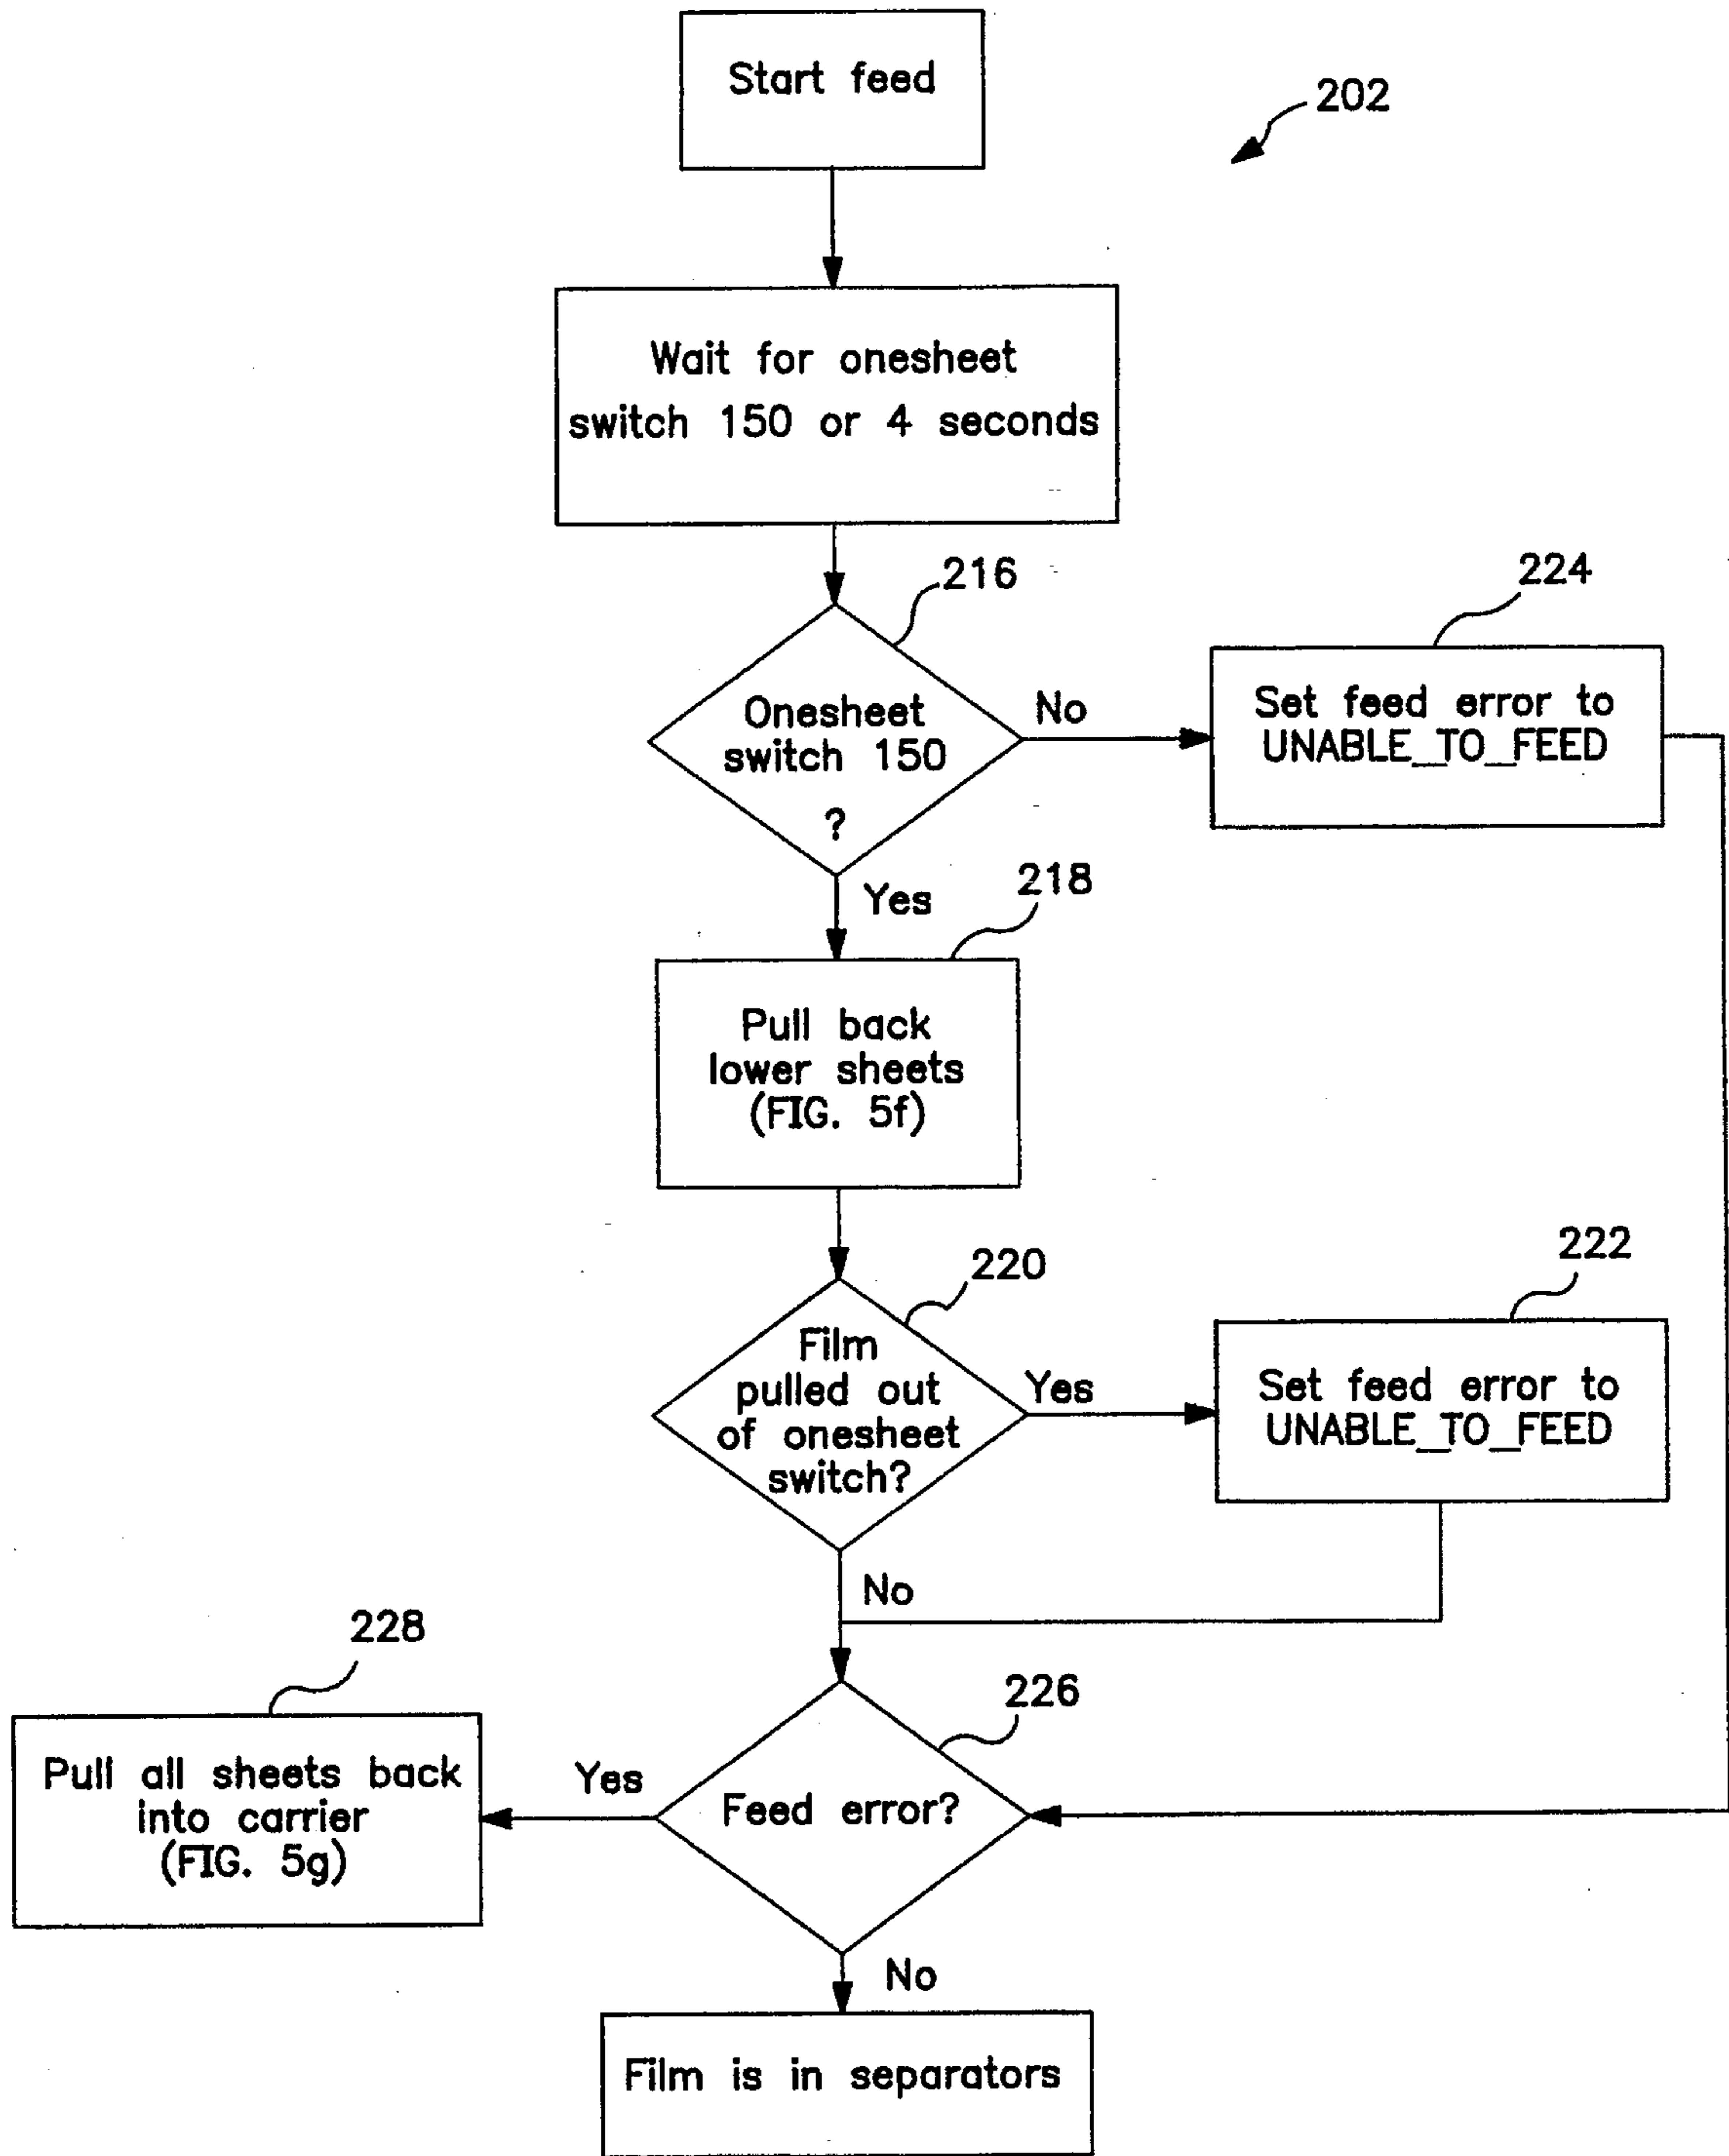 Start feed
202
Wait for onesheet
switch 150 or 4 seconds
216
224
Onesheet
switch 150
?
No
Set feed error to
UNABLE_TO_FEED
Yes
218
Pull back
lower sheets
(FIG. 5f)
220
222
Film
pulled out
of onesheet
switch?
Yes
Set feed error to
UNABLE_TO_FEED
No
228
226
Pull all sheets back
into carrier
(FIG. 5g)
Yes
Feed error?
No
Film is in separators